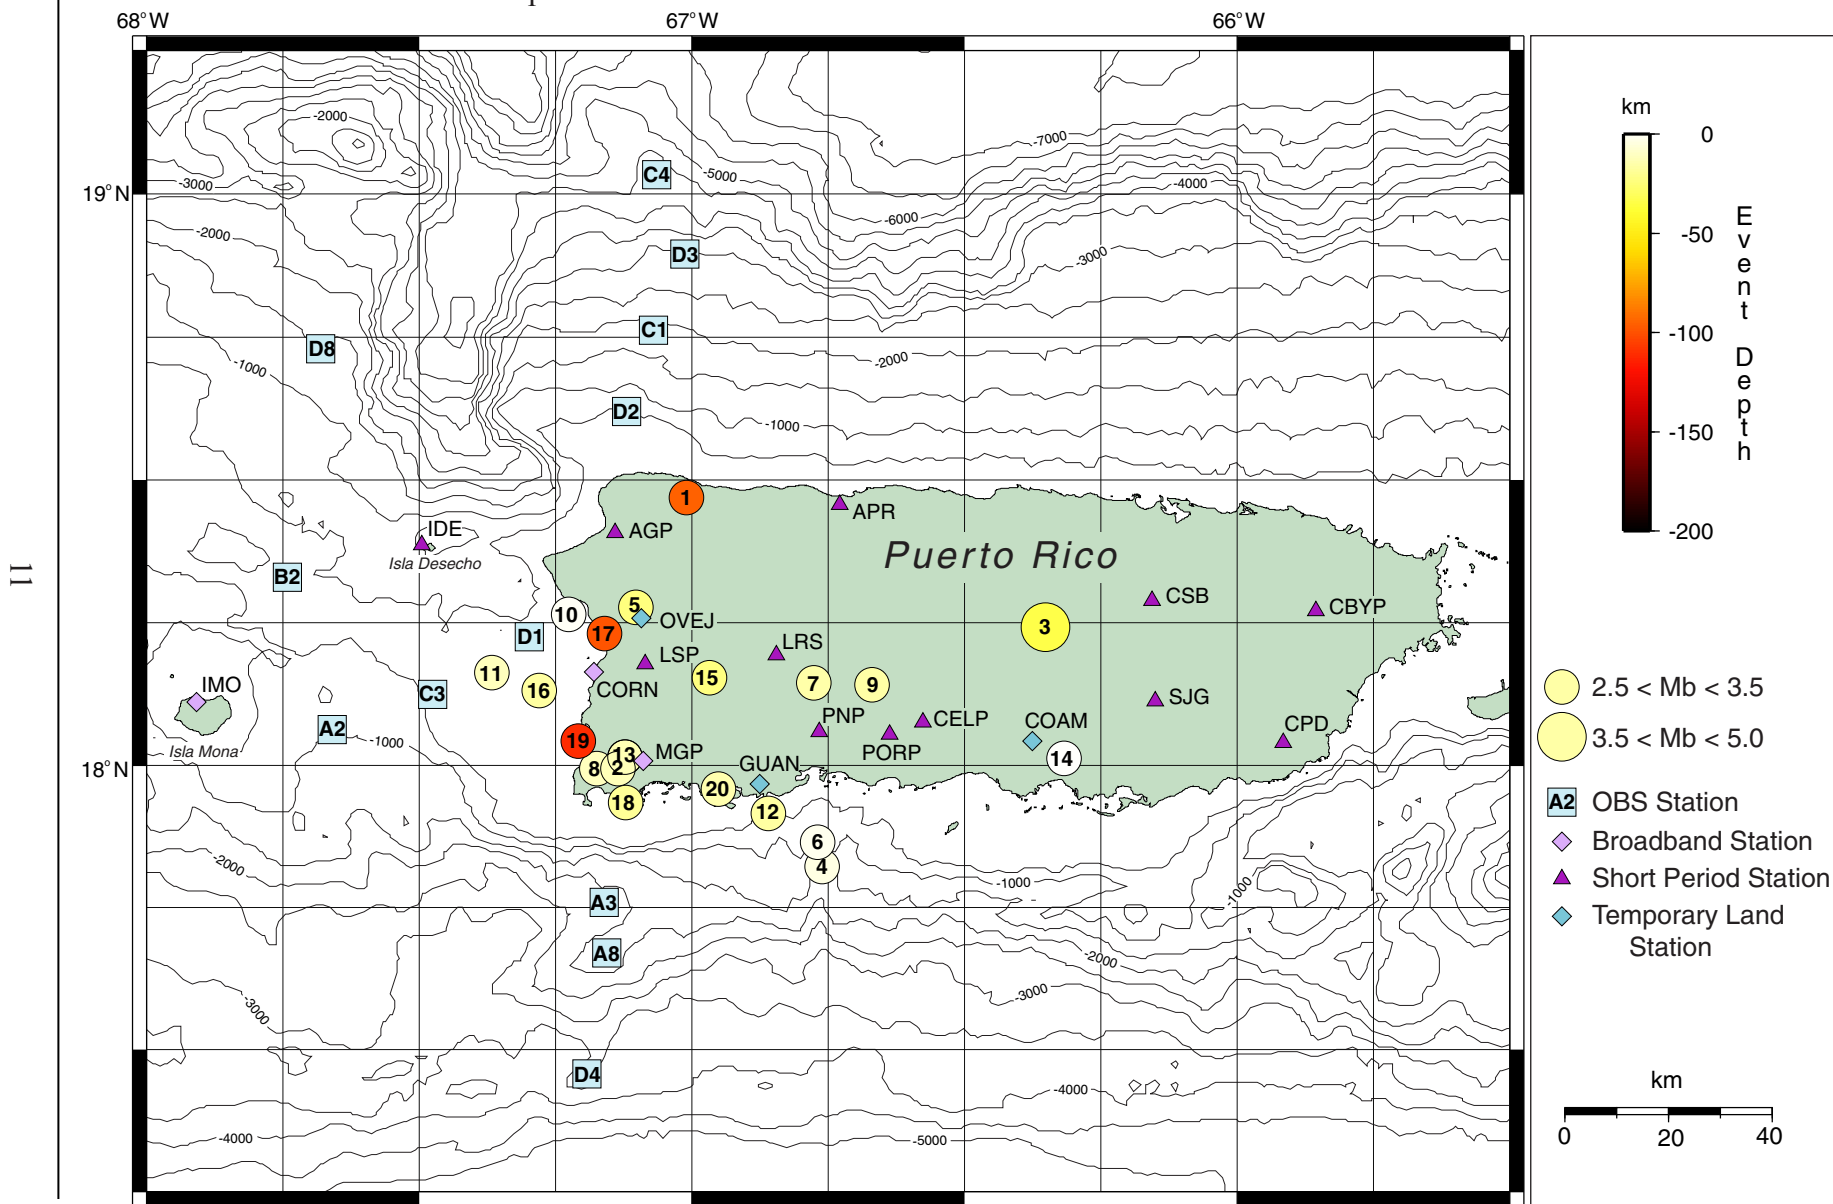 68°W
67°W
66°W
19°N
18°N
11
-2000
-3000
-2000
-1000
-5000
-6000
-7000
-4000
-3000
-2000
-1000
C4
D3
C1
D8
D2
1
APR
AGP
IDE
Isla Desecho
Puerto Rico
B2
10
5
OVEJ
17
D1
CSB
CBYP
3
LRS
LSP
11
16
CORN
15
7
9
IMO
C3
SJG
A2
Isla Mona
-1000
PNP
CELP
PORP
COAM
CPD
19
13
MGP
8
2
GUAN
14
20
18
12
6
4
-2000
-1000
-1000
A3
A8
-2000
-3000
-3000
D4
-4000
-4000
-5000
km
0
-50
-100
-150
-200
Event Depth
2.5 < Mb < 3.5
3.5 < Mb < 5.0
A2 OBS Station
Broadband Station
Short Period Station
Temporary Land
Station
km
0 20 40